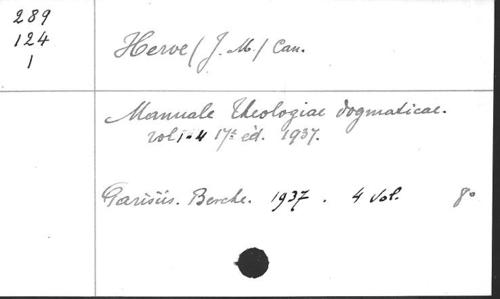 289
124
1
Herve (J. M.) Can.
Manuale Theologiae dogmaticae.
vol 1-4 17e éd. 1937.
Parisiis. Berche. 1937. 4 vol. 8°